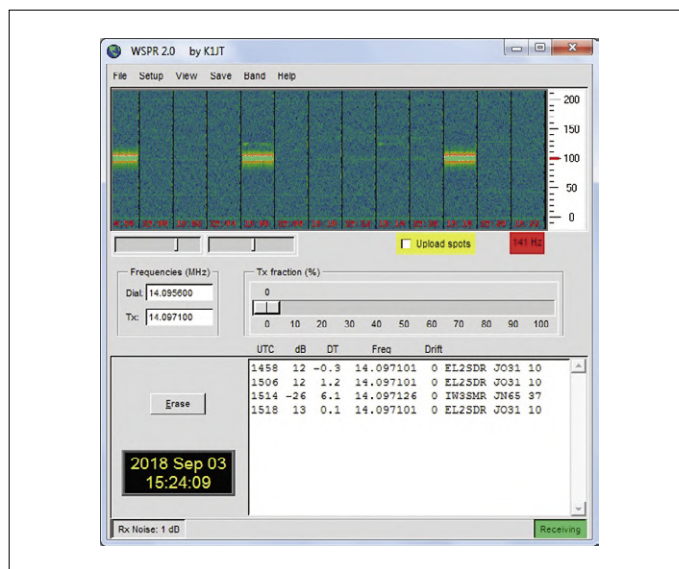 WSPR 2.0 by K1JT
File Setup View Save Band Help
200
150
100
50
0
Upload spots
141 Hz
Frequencies (MHz)
Dial: 14.095600
Tx: 14.097100
Tx fraction (%)
0
0 10 20 30 40 50 60 70 80 90 100
UTC dB DT Freq Drift
1458 12 -0.3 14.097101 0 EL2SDR JO31 10
1506 12 1.2 14.097101 0 EL2SDR JO31 10
1514 -26 6.1 14.097126 0 IW3SMR JN65 37
1518 13 0.1 14.097101 0 EL2SDR JO31 10
Erase
2018 Sep 03
15:24:09
Rx Noise: 1 dB
Receiving